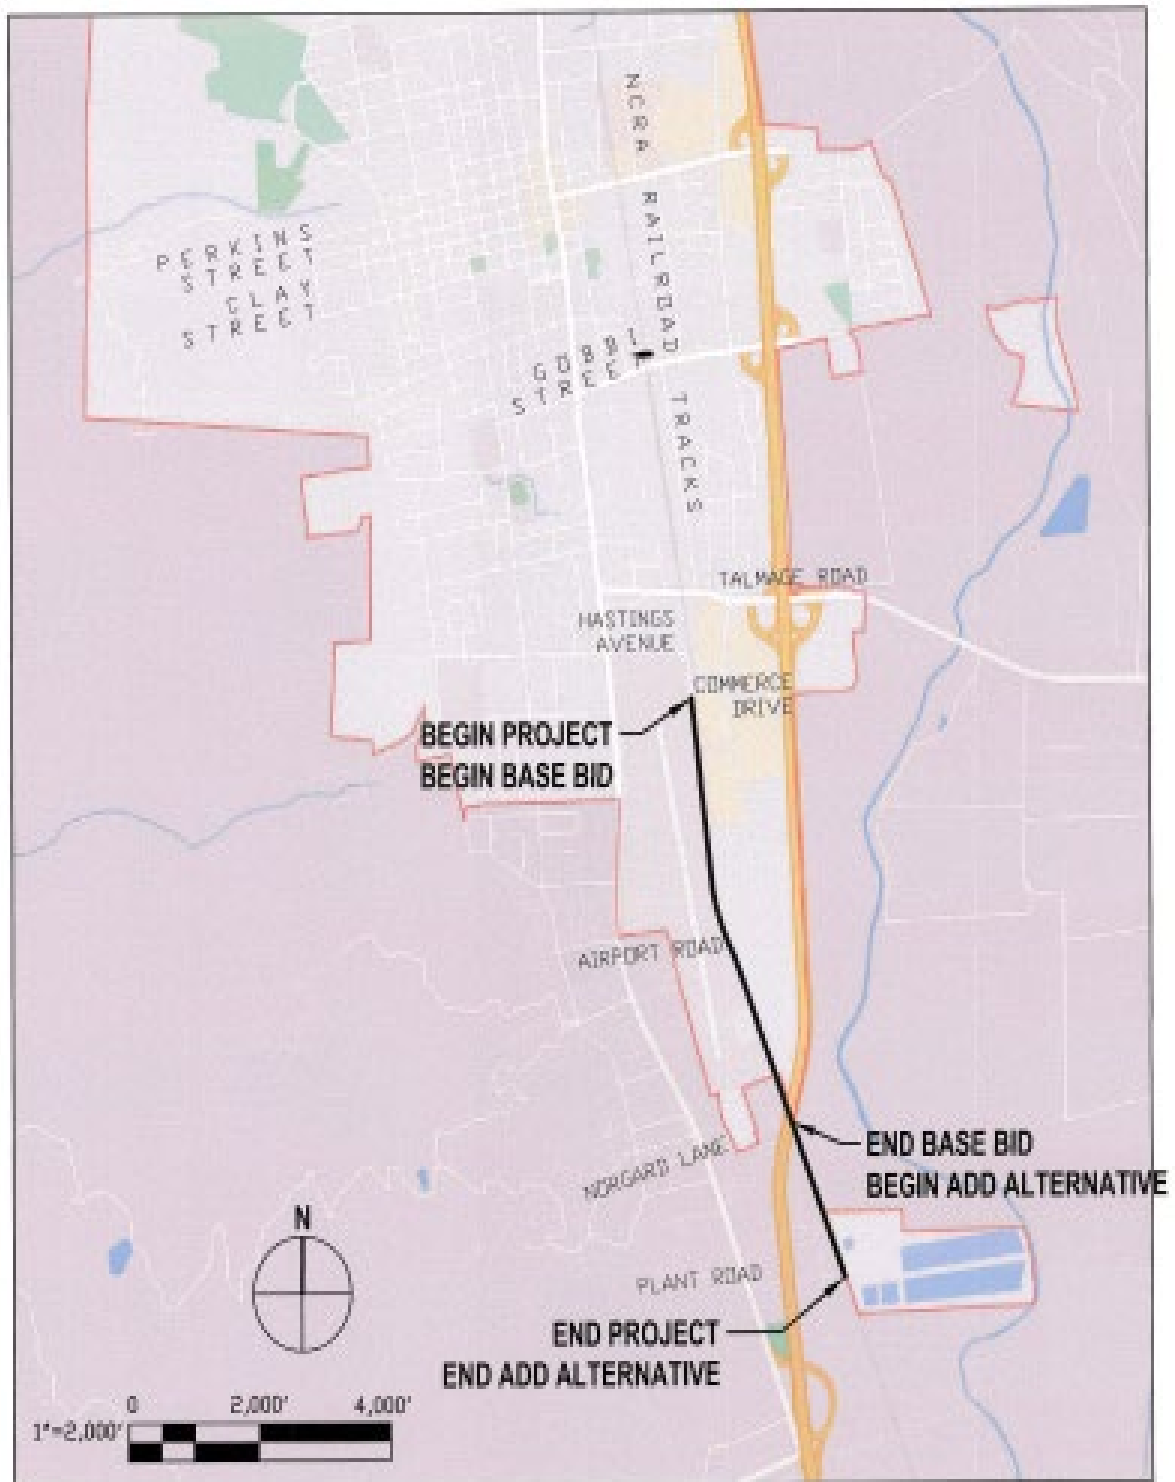 NCRA RAILROAD TRACKS
PERKINS
STREET
CLAY
STREET
GOBBI
STREET
TALMAGE ROAD
HASTINGS
AVENUE
COMMERCE
DRIVE
BEGIN PROJECT
BEGIN BASE BID
AIRPORT ROAD
END BASE BID
BEGIN ADD ALTERNATIVE
NORGARD LANE
N
PLANT ROAD
END PROJECT
END ADD ALTERNATIVE
0 2,000' 4,000'
1"=2,000'